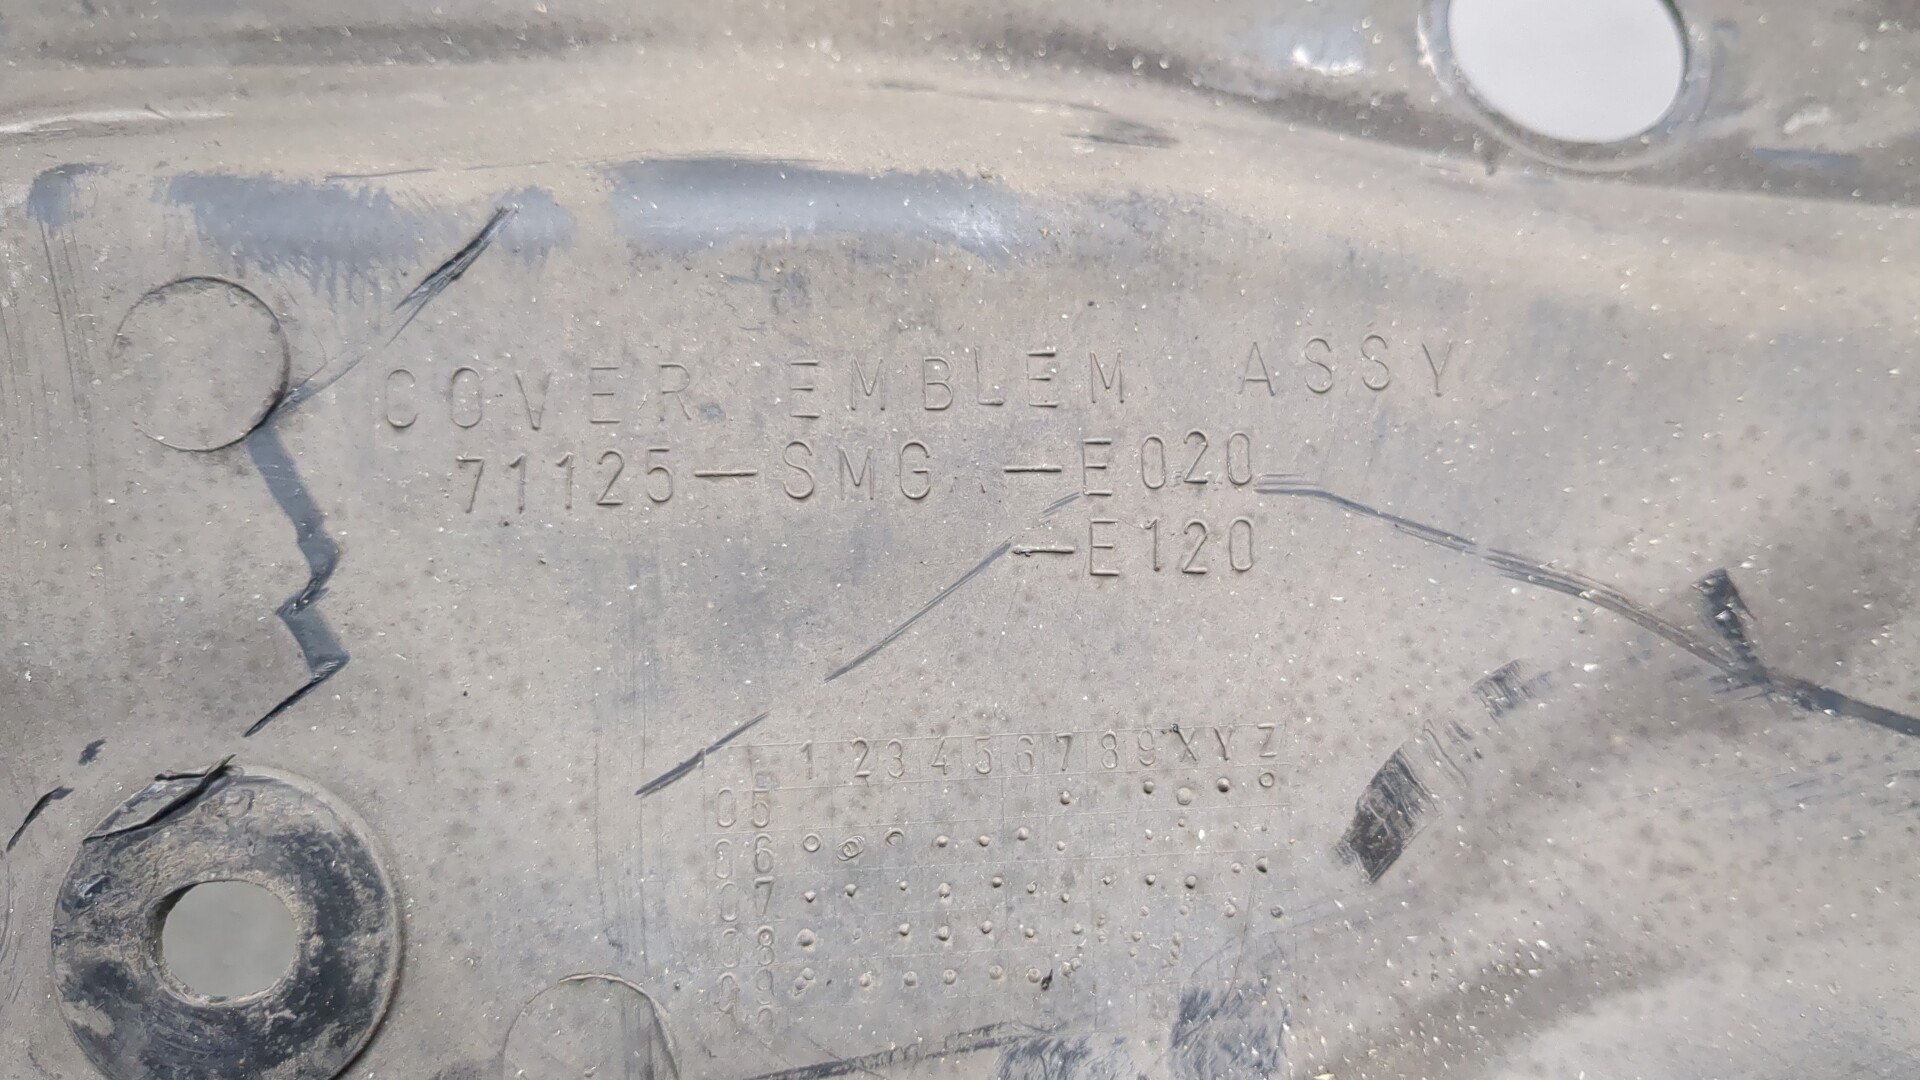 COVER EMBLEM ASSY
71125-SMG -E020
-E120
1 2 3 4 5 6 7 8 9 X Y Z
05
06
07
08
09